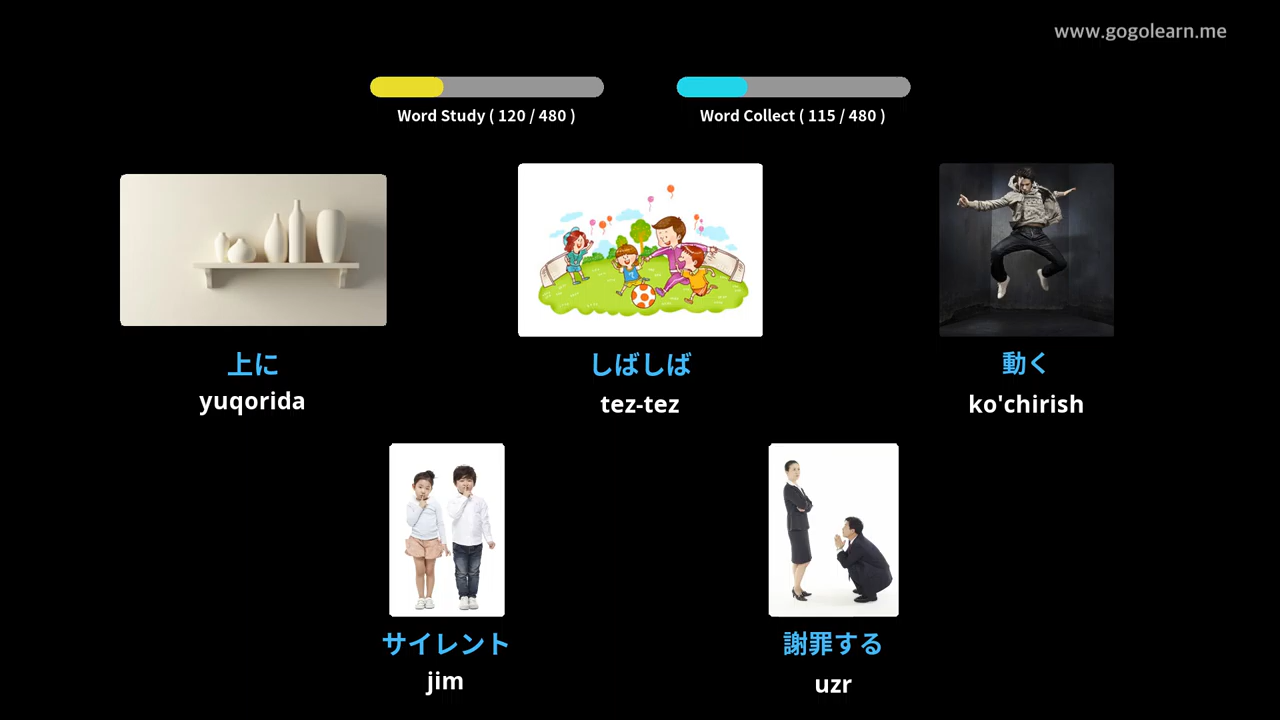 www.gogolearn.me
Word Study ( 120 / 480 )
Word Collect ( 115 / 480 )
上に
yuqorida
しばしば
tez-tez
動く
ko'chirish
サイレント
jim
謝罪する
uzr